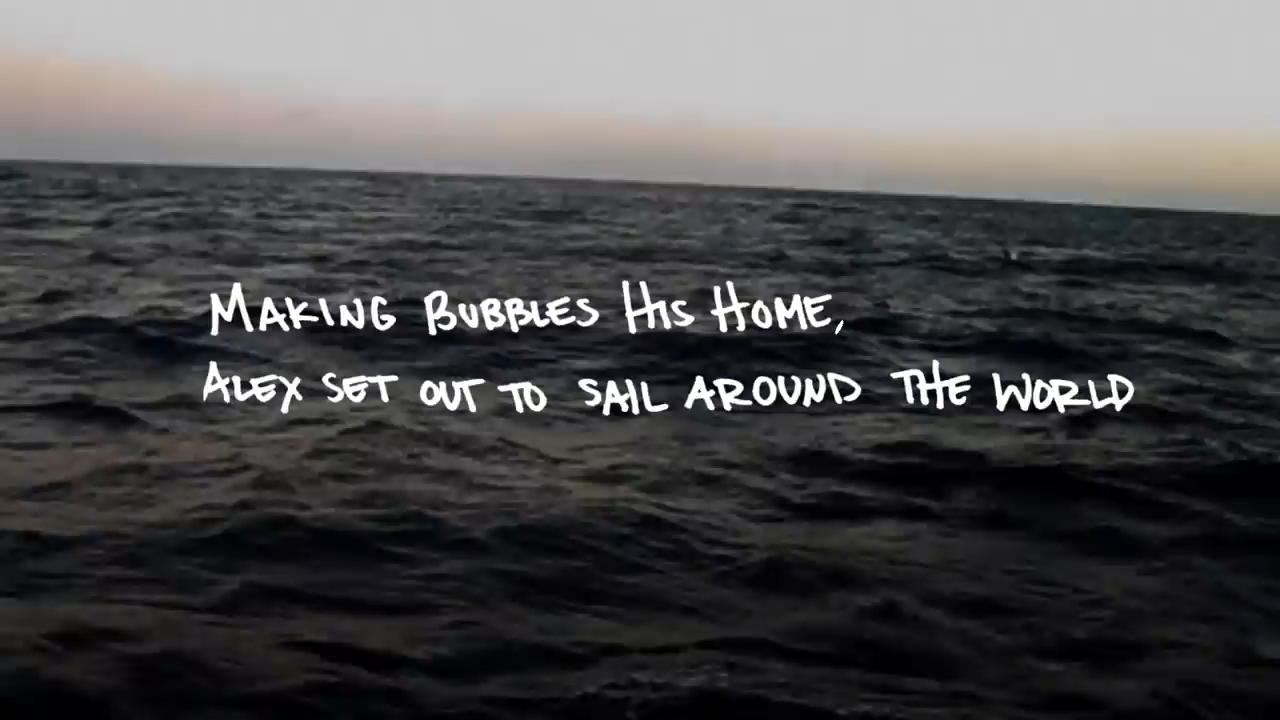 MAKING BUBBLES HIS HOME,
ALEX SET OUT TO SAIL AROUND THE WORLD